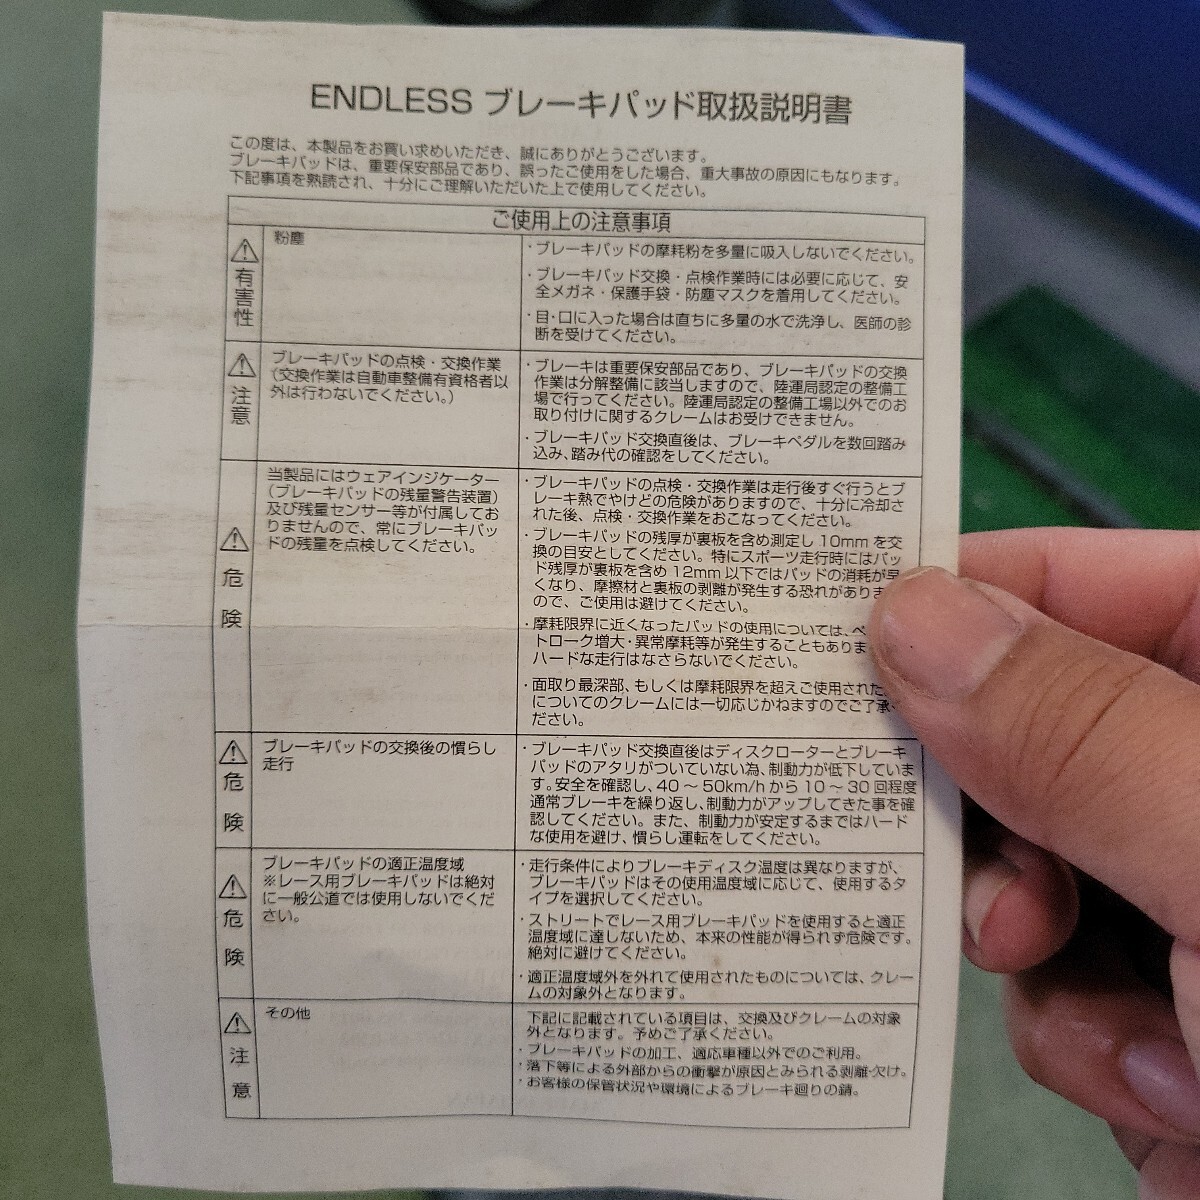 ENDLESS ブレーキパッド取扱説明書
この度は、本製品をお買い求めいただき、誠にありがとうございます。
ブレーキパッドは、重要保安部品であり、誤ったご使用をした場合、重大事故の原因にもなります。
下記事項を熟読され、十分にご理解いただいた上で使用してください。
ご使用上の注意事項
有害性
粉塵
・ブレーキパッドの摩耗粉を多量に吸入しないでください。
・ブレーキパッド交換・点検作業時には必要に応じて、安
全メガネ・保護手袋・防塵マスクを着用してください。
・目・口に入った場合は直ちに多量の水で洗浄し、医師の診
断を受けてください。
注意
ブレーキパッドの点検・交換作業
(交換作業は自動車整備有資格者以
外は行わないでください。)
・ブレーキは重要保安部品であり、ブレーキパッドの交換
作業は分解整備に該当しますので、陸運局認定の整備工
場で行ってください。陸運局認定の整備工場以外でのお
取り付けに関するクレームはお受けできません。
・ブレーキパッド交換直後は、ブレーキペダルを数回踏み
込み、踏み代の確認をしてください。
危険
当製品にはウェアインジケーター
(ブレーキパッドの残量警告装置)
及び残量センサー等が付属してお
りませんので、常にブレーキパッ
ドの残量を点検してください。
・ブレーキパッドの点検・交換作業は走行後すぐ行うとブ
レーキ熱でやけどの危険がありますので、十分に冷却さ
れた後、点検・交換作業をおこなってください。
・ブレーキパッドの残厚が裏板を含め測定し 10mm を交
換の目安としてください。特にスポーツ走行時にはパッ
ド残厚が裏板を含め 12mm 以下ではパッドの消耗が早
くなり、摩擦材と裏板の剥離が発生する恐れがありま
ので、ご使用は避けてください。
・摩耗限界に近くなったパッドの使用については、ペ
トローク増大・異常摩耗等が発生することもありま
ハードな走行はなさらないでください。
・面取り最深部、もしくは摩耗限界を超えご使用された
についてのクレームには一切応じかねますのでご了承く
ださい。
危険
ブレーキパッドの交換後の慣らし
走行
・ブレーキパッド交換直後はディスクローターとブレーキ
パッドのアタリがついていない為、制動力が低下していま
す。安全を確認し、40 ～ 50km/h から 10 ～ 30 回程度
通常ブレーキを繰り返し、制動力がアップしてきた事を確
認してください。また、制動力が安定するまではハード
な使用を避け、慣らし運転をしてください。
危険
ブレーキパッドの適正温度域
※レース用ブレーキパッドは絶対
に一般公道では使用しないでくだ
さい。
・走行条件によりブレーキディスク温度は異なりますが、
ブレーキパッドはその使用温度域に応じて、使用するタ
イプを選択してください。
・ストリートでレース用ブレーキパッドを使用すると適正
温度域に達しないため、本来の性能が得られず危険です。
絶対に避けてください。
・適正温度域外を外れて使用されたものについては、クレー
ムの対象外となります。
注意
その他
下記に記載されている項目は、交換及びクレームの対象
外となります。予めご了承ください。
・ブレーキパッドの加工、適応車種以外でのご利用。
・落下等による外部からの衝撃が原因とみられる剥離・欠け。
・お客様の保管状況や環境によるブレーキ廻りの錆。